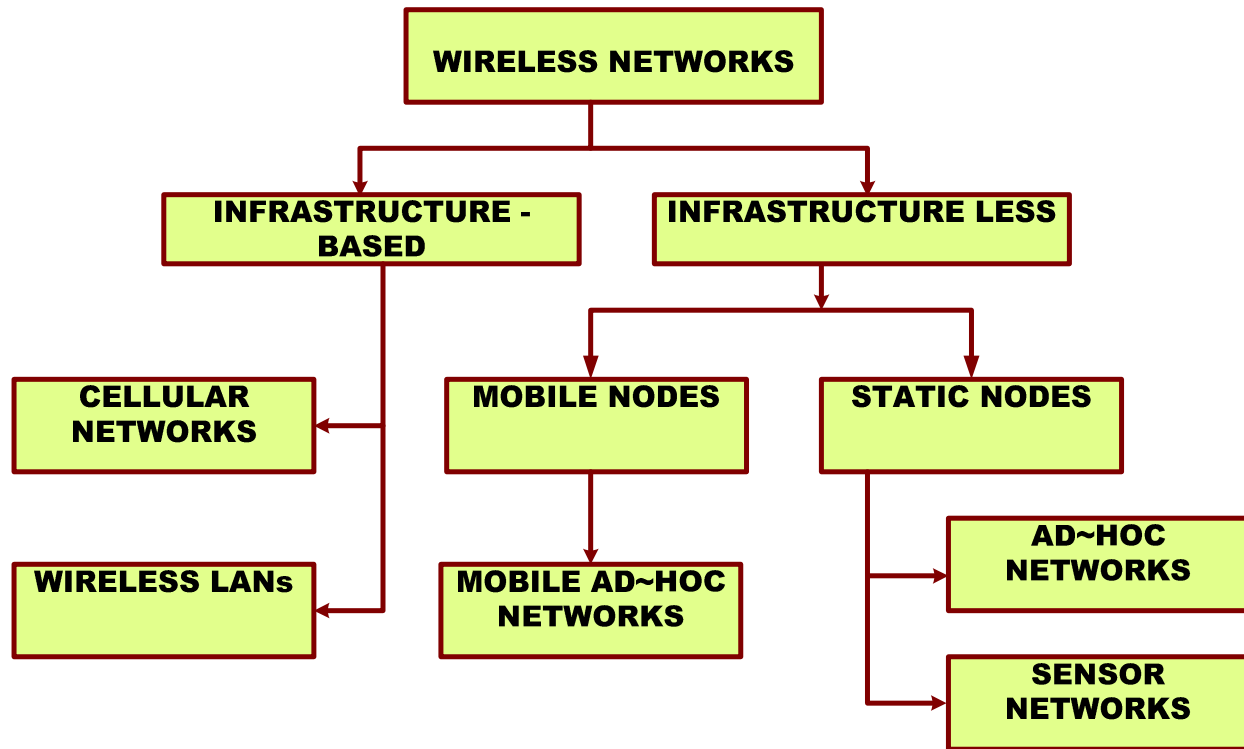 WIRELESS NETWORKS
INFRASTRUCTURE -
BASED
INFRASTRUCTURE LESS
CELLULAR
NETWORKS
MOBILE NODES
STATIC NODES
WIRELESS LANs
MOBILE AD~HOC
NETWORKS
AD~HOC
NETWORKS
SENSOR
NETWORKS